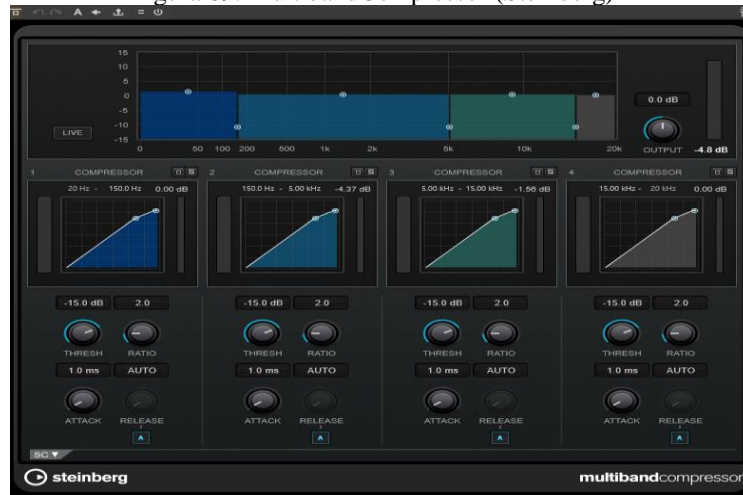 A
15
10
5
0
-5
-10
-15
LIVE
0 50 100 200 500 1k 2k 5k 10k 20k
0.0 dB
OUTPUT -4.8 dB
1 COMPRESSOR 2 COMPRESSOR 3 COMPRESSOR 4 COMPRESSOR
20 Hz - 150.0 Hz 0.00 dB 150.0 Hz - 5.00 kHz -4.37 dB 5.00 kHz - 15.00 kHz -1.56 dB 15.00 kHz - 20 kHz 0.00 dB
-15.0 dB 2.0 -15.0 dB 2.0 -15.0 dB 2.0 -15.0 dB 2.0
THRESH RATIO THRESH RATIO THRESH RATIO THRESH RATIO
1.0 ms AUTO 1.0 ms AUTO 1.0 ms AUTO 1.0 ms AUTO
ATTACK RELEASE ATTACK RELEASE ATTACK RELEASE ATTACK RELEASE
A A A A
SC
steinberg multibandcompressor